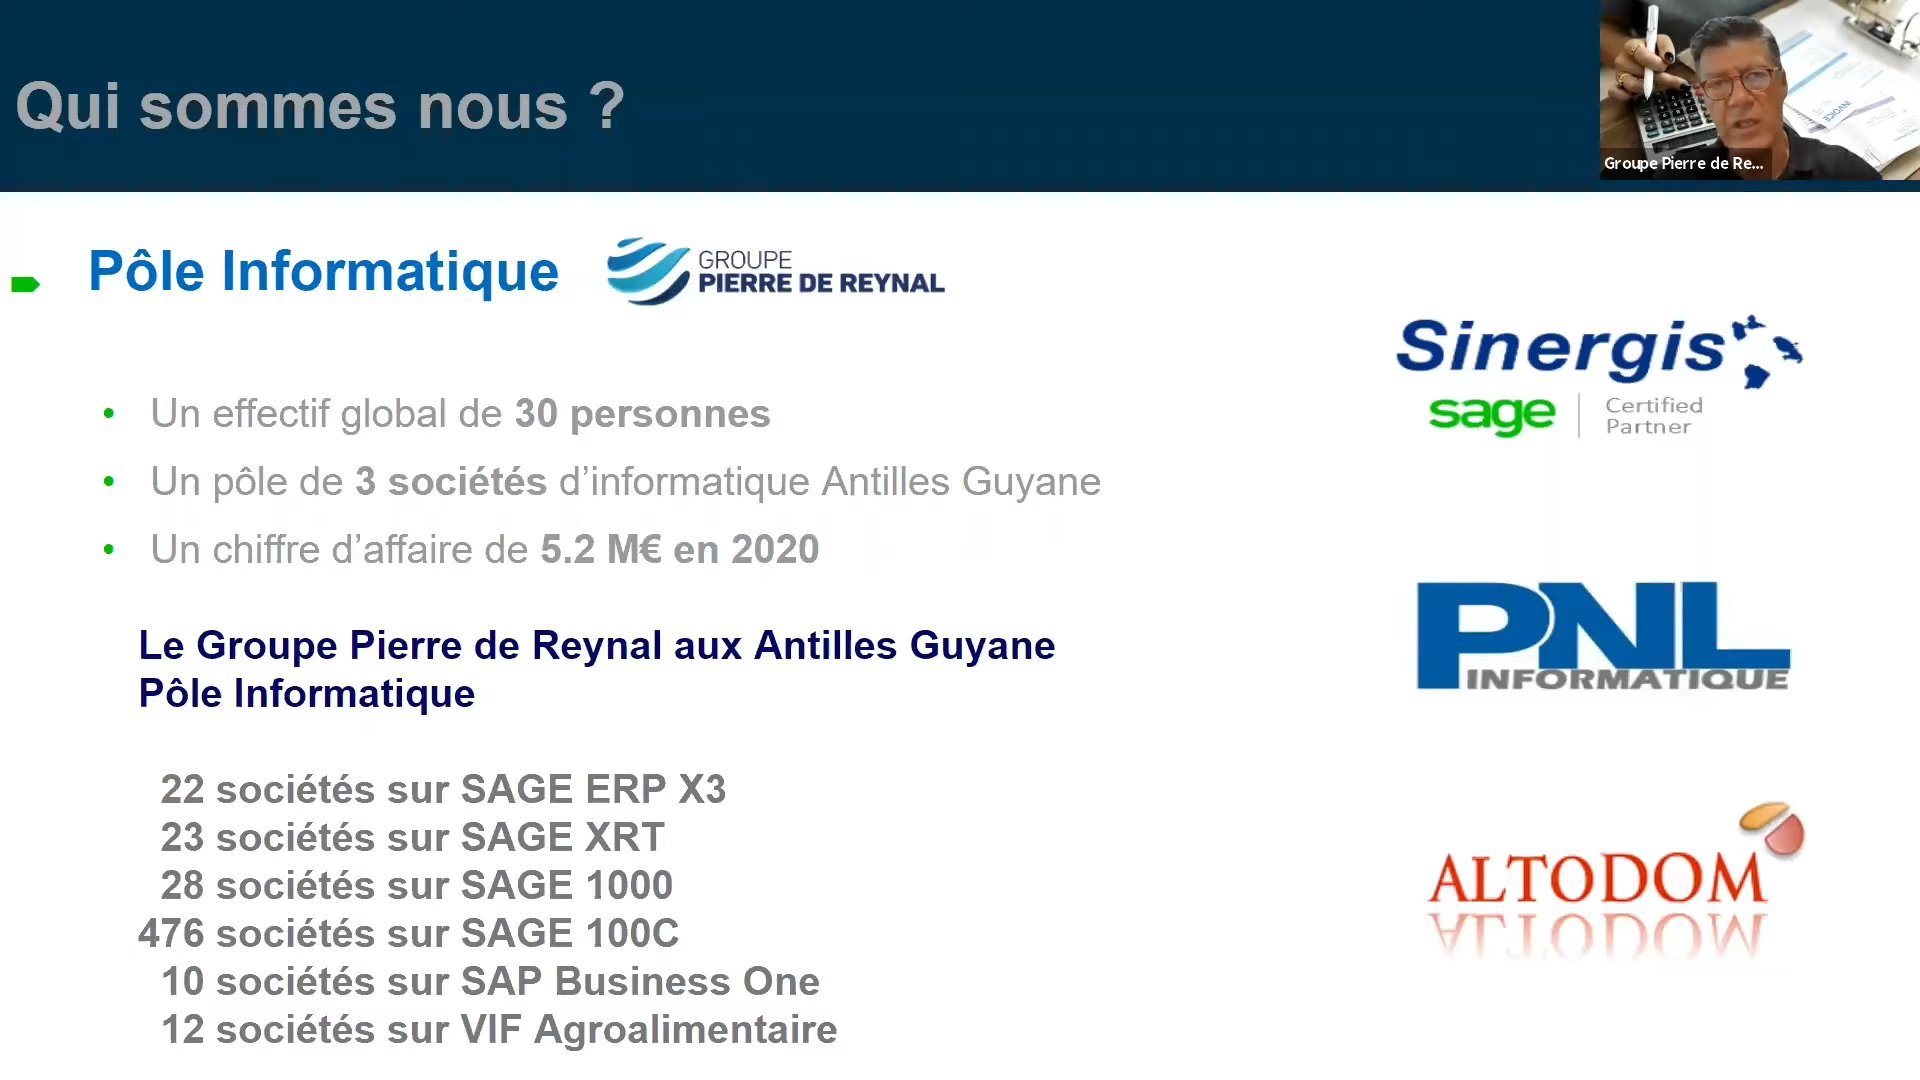 Qui sommes nous ?
Groupe Pierre de Re...
INVOICE
Pôle Informatique
GROUPE
PIERRE DE REYNAL
Sinergis
sage
Certified
Partner
• Un effectif global de 30 personnes
• Un pôle de 3 sociétés d’informatique Antilles Guyane
• Un chiffre d’affaire de 5.2 M€ en 2020
PNL
INFORMATIQUE
Le Groupe Pierre de Reynal aux Antilles Guyane
Pôle Informatique
22 sociétés sur SAGE ERP X3
23 sociétés sur SAGE XRT
28 sociétés sur SAGE 1000
476 sociétés sur SAGE 100C
10 sociétés sur SAP Business One
12 sociétés sur VIF Agroalimentaire
ALTODOM